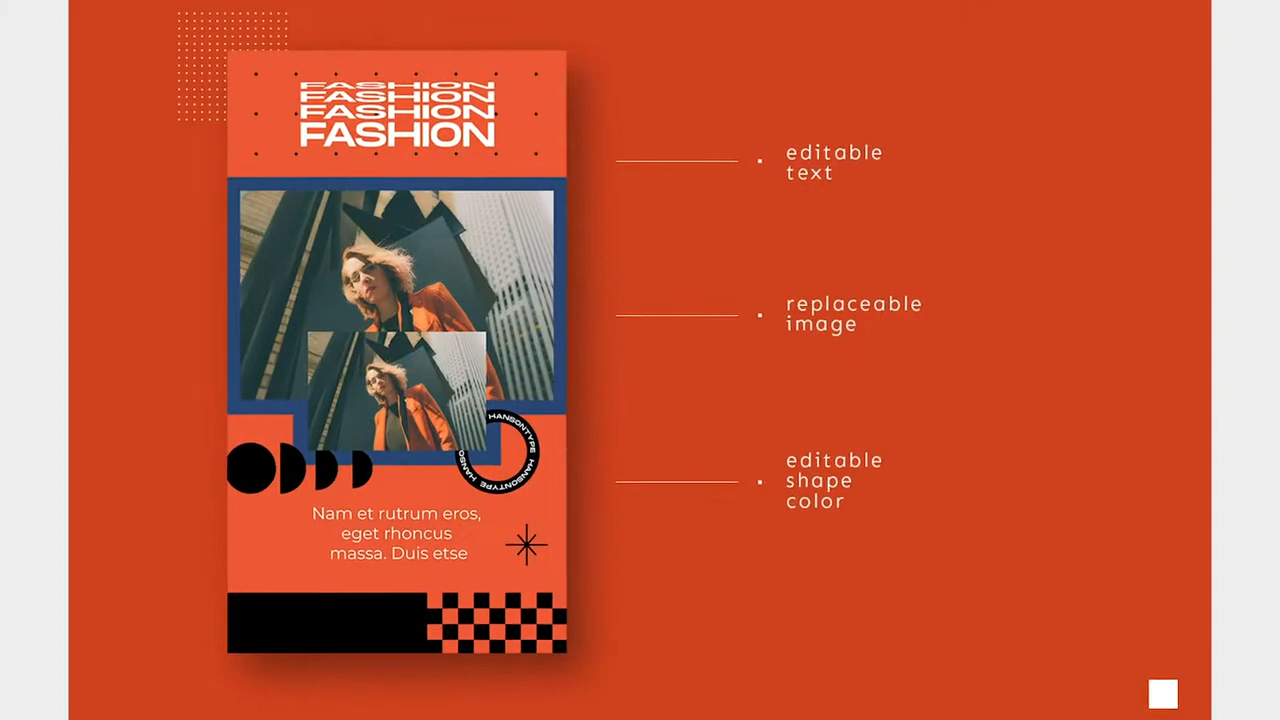 FASHION
FASHION
FASHION
FASHION
editable
text
replaceable
image
HANSONTYPE HANSONTYPE HANSO
editable
shape
color
Nam et rutrum eros,
eget rhoncus
massa. Duis etse